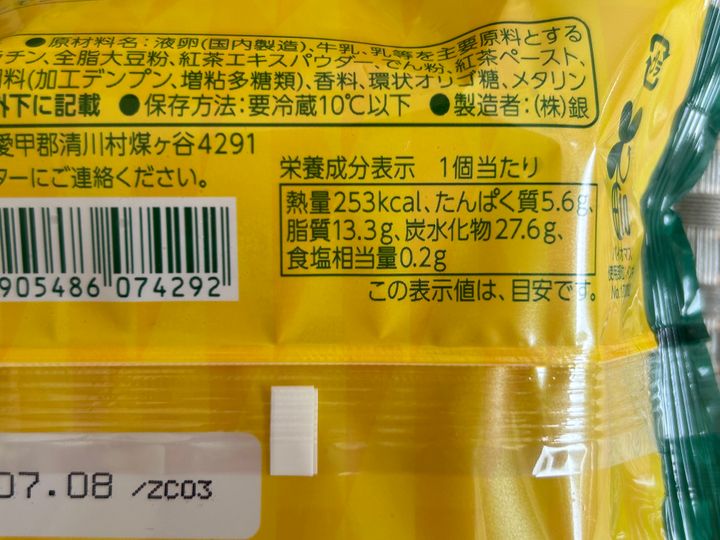 ●原材料名:液卵(国内製造)、牛乳、乳等を主要原料とする
チン、全脂大豆粉、紅茶エキスパウダー、でん粉、紅茶ペースト、
料(加工デンプン、増粘多糖類)、香料、環状オリゴ糖、メタリン
外下に記載 ●保存方法:要冷蔵10℃以下 ●製造者:(株)銀
愛甲郡清川村煤ヶ谷4291
ターにご連絡ください。
栄養成分表示 1個当たり
熱量253kcal、たんぱく質5.6g、
脂質13.3g、炭水化物27.6g、
食塩相当量0.2g
この表示値は、目安です。
905486 074292
バイオマス
07.08 /ZC03